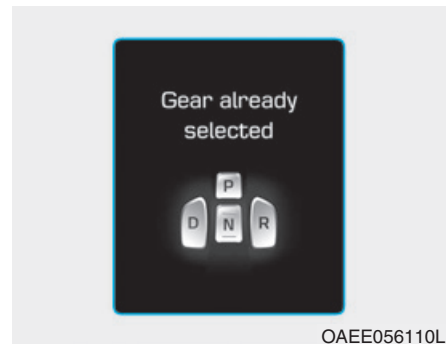 Gear already
selected
P
D N R
OAEE056110L